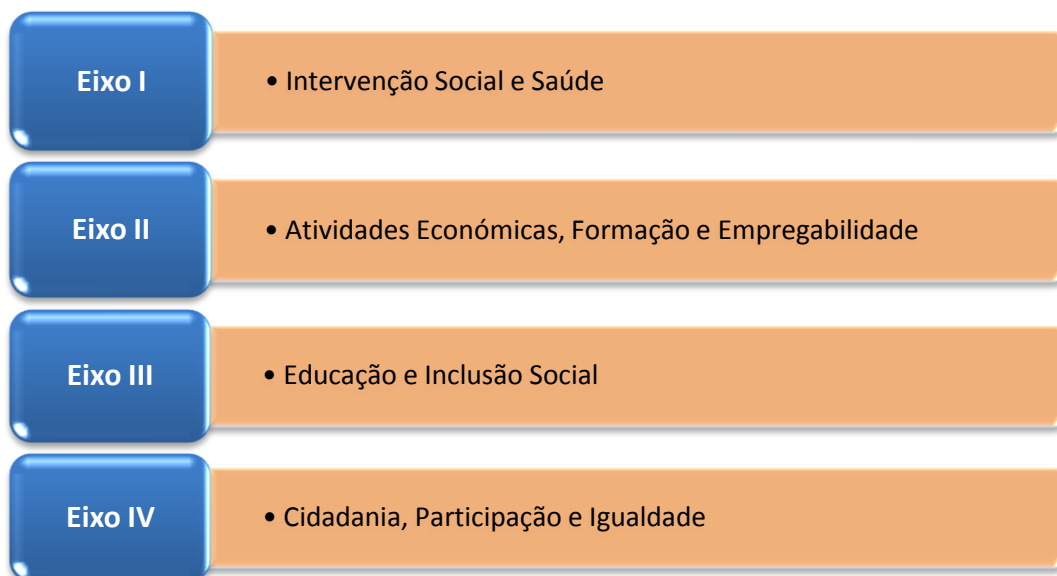 Eixo I
• Intervenção Social e Saúde
Eixo II
• Atividades Económicas, Formação e Empregabilidade
Eixo III
• Educação e Inclusão Social
Eixo IV
• Cidadania, Participação e Igualdade